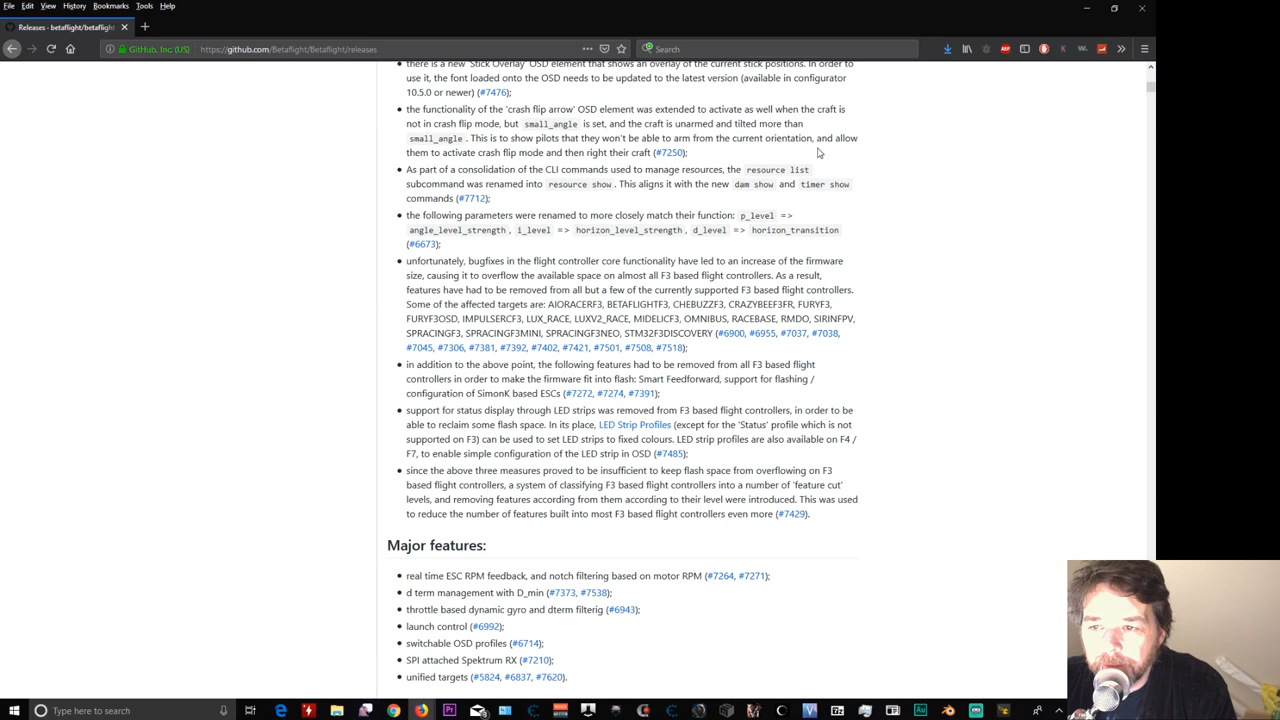 File Edit View History Bookmarks Tools Help
Releases - betaflight/betaflight
GitHub, Inc. (US) https://github.com/Betaflight/Betaflight/releases Search
there is a new 'Stick Overlay' OSD element that shows an overlay of the current stick positions. In order to
use it, the font loaded onto the OSD needs to be updated to the latest version (available in configurator
10.5.0 or newer) (#7476)
the functionality of the 'crash flip arrow' OSD element was extended to activate as well when the craft is
not in crash flip mode, but small_angle is set, and the craft is unarmed and tilted more than
small_angle. This is to show pilots that they won't be able to arm from the current orientation, and allow
them to activate crash flip mode and then right their craft (#7250);
As part of a consolidation of the CLI commands used to manage resources, the resource list
subcommand was renamed into resource show. This aligns it with the new dam show and timer show
commands (#7712);
the following parameters were renamed to more closely match their function: p_level =>
angle_level_strength, i_level => horizon_level_strength, d_level => horizon_transition
(#6673);
unfortunately, bugfixes in the flight controller core functionality have led to an increase of the firmware
size, causing it to overflow the available space on almost all F3 based flight controllers. As a result,
features have had to be removed from all but a few of the currently supported F3 based flight controllers.
Some of the affected targets are: AIORACERF3, BETAFLIGHTF3, CHEBUZZF3, CRAZYBEEF3FR, FURYF3,
FURYF3OSD, IMPULSERCF3, LUX_RACE, LUXV2_RACE, MIDELICF3, OMNIBUS, RACEBASE, RMDO, SIRINFPV,
SPRACINGF3, SPRACINGF3MINI, SPRACINGF3NEO, STM32F3DISCOVERY (#6900, #6955, #7037, #7038,
#7045, #7306, #7381, #7392, #7402, #7421, #7501, #7508, #7518);
in addition to the above point, the following features had to be removed from all F3 based flight
controllers in order to make the firmware fit into flash: Smart Feedforward, support for flashing /
configuration of SimonK based ESCs (#7272, #7274, #7391);
support for status display through LED strips was removed from F3 based flight controllers, in order to be
able to reclaim some flash space. In its place, LED Strip Profiles (except for the 'Status' profile which is not
supported on F3) can be used to set LED strips to fixed colours. LED strip profiles are also available on F4 /
F7, to enable simple configuration of the LED strip in OSD (#7485);
since the above three measures proved to be insufficient to keep flash space from overflowing on F3
based flight controllers, a system of classifying F3 based flight controllers into a number of 'feature cut'
levels, and removing features according from them according to their level were introduced. This was used
to reduce the number of features built into most F3 based flight controllers even more (#7429).
Major features:
real time ESC RPM feedback, and notch filtering based on motor RPM (#7264, #7271);
d term management with D_min (#7373, #7538);
throttle based dynamic gyro and dterm filterig (#6943);
launch control (#6992);
switchable OSD profiles (#6714);
SPI attached Spektrum RX (#7210);
unified targets (#5824, #6837, #7620).
Type here to search